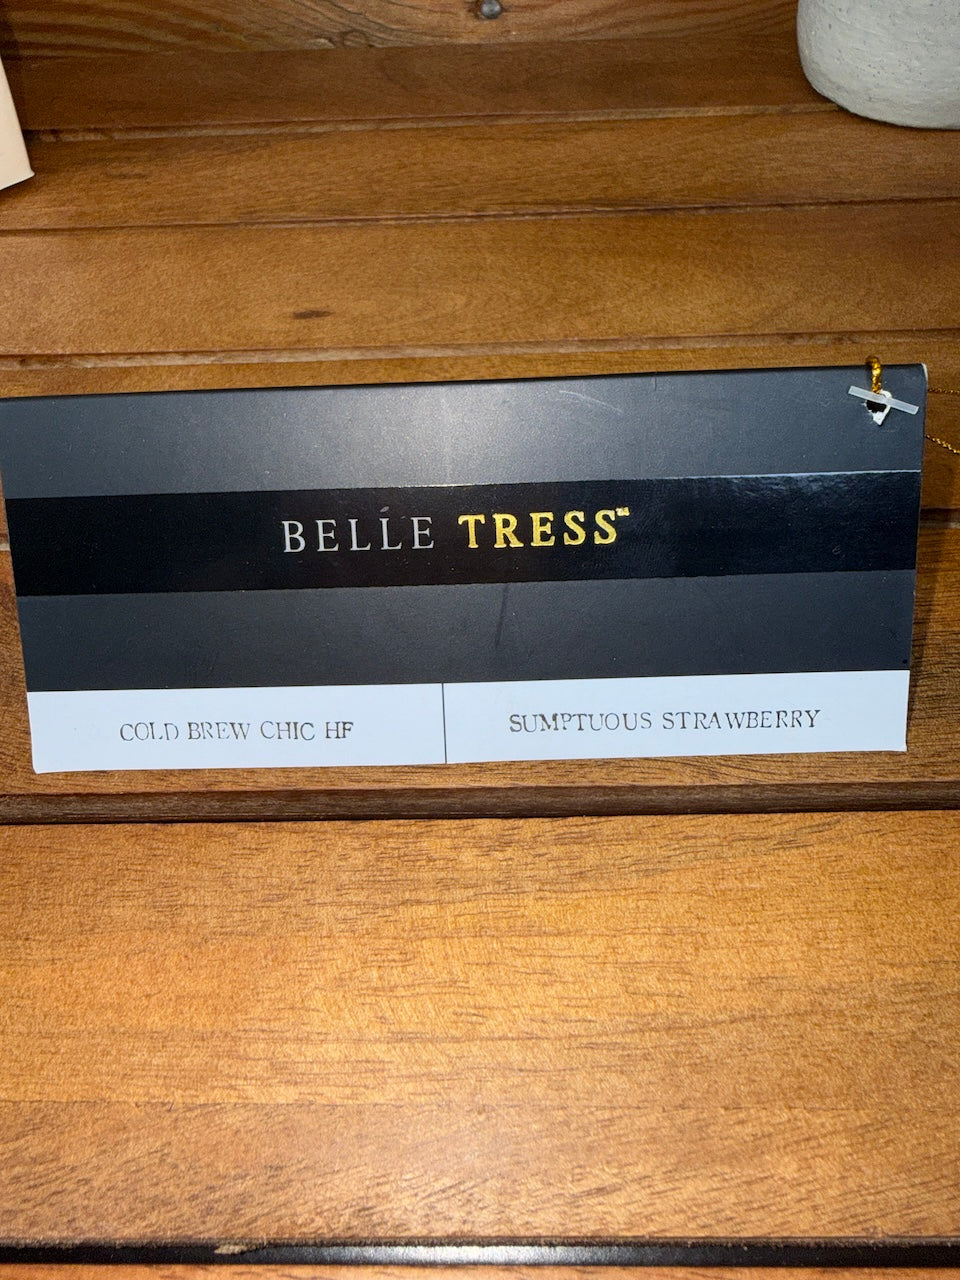 BELLE TRESS™
COLD BREW CHIC HF
SUMPTUOUS STRAWBERRY